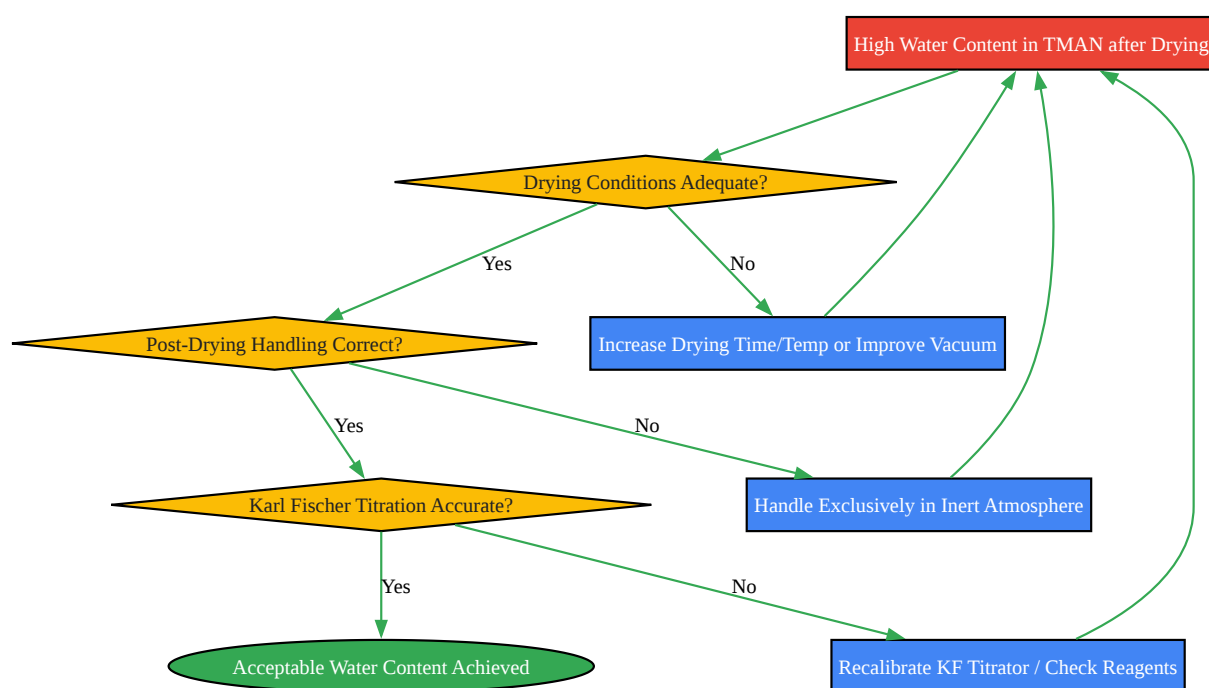 High Water Content in TMAN after Drying
Drying Conditions Adequate?
Yes
No
Post-Drying Handling Correct?
Increase Drying Time/Temp or Improve Vacuum
Yes
No
Karl Fischer Titration Accurate?
Handle Exclusively in Inert Atmosphere
Yes
No
Acceptable Water Content Achieved
Recalibrate KF Titrator / Check Reagents